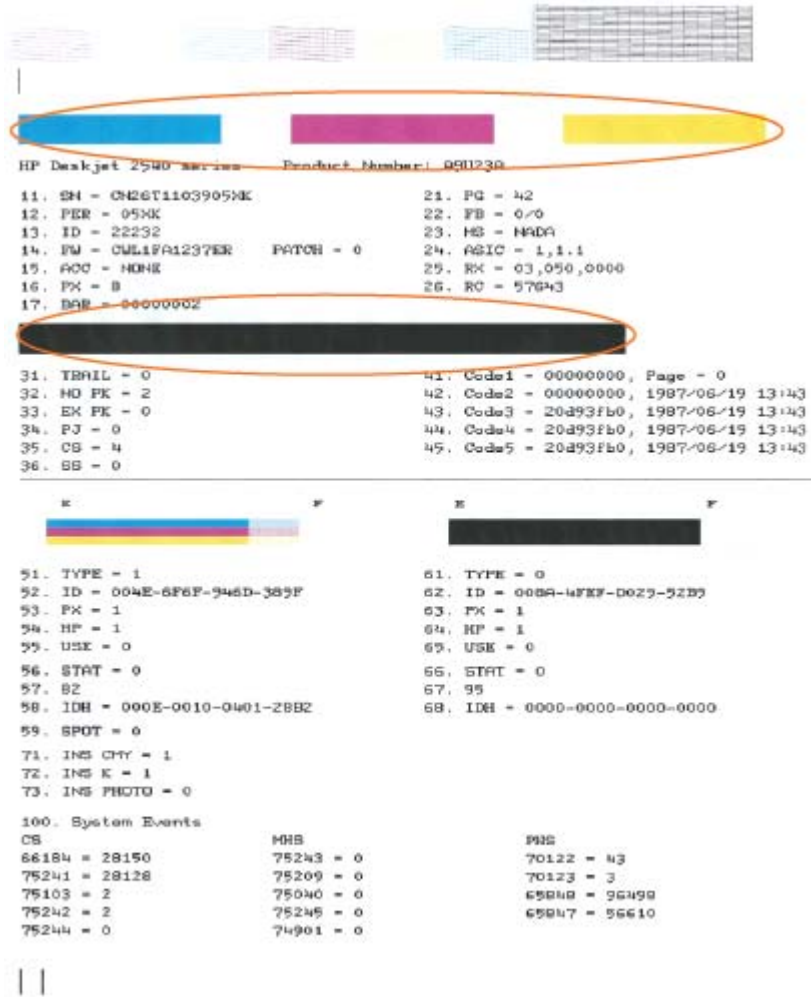 HP Deskjet 2540 series Product Number: A9U23A
11. SN = CN26T1103905XK 21. PG = 42
12. PER = 05XK 22. FB = 0/0
13. ID = 22232 23. MS = NADA
14. FW = CWL1FA1237ER PATCH = 0 24. ASIC = 1,1.1
15. ACC = NONE 25. RX = 03,050,0000
16. PX = B 26. RC = 57643
17. DAR = 00000002
31. TRAIL = 0 41. Code1 = 00000000, Page = 0
32. NO PK = 2 42. Code2 = 00000000, 1987/06/19 13:43
33. EX PK = 0 43. Code3 = 20d93fb0, 1987/06/19 13:43
34. PJ = 0 44. Code4 = 20d93fb0, 1987/06/19 13:43
35. CS = 4 45. Code5 = 20d93fb0, 1987/06/19 13:43
36. SS = 0
E F E F
51. TYPE = 1 61. TYPE = 0
52. ID = 004E-6F6F-946D-389F 62. ID =
53. PX = 1 63. PX = 1
54. HP = 1 64. HP = 1
55. USE = 0 65. USE = 0
56. STAT = 0 66. STAT = 0
57. 82 67. 95
58. IDH = 000E-0010-0401-28B2 68. IDH = 0000-0000-0000-0000
59. SPOT = 0
71. INS CMY = 1
72. INS K = 1
73. INS PHOTO = 0
100. System Events
CS MHS PHS
66184 = 28150 75243 = 0 70122 = 43
75241 = 28128 75209 = 0 70123 = 3
75103 = 2 75040 = 0 65848 = 96498
75242 = 2 75245 = 0 65847 = 56610
75244 = 0 74901 = 0